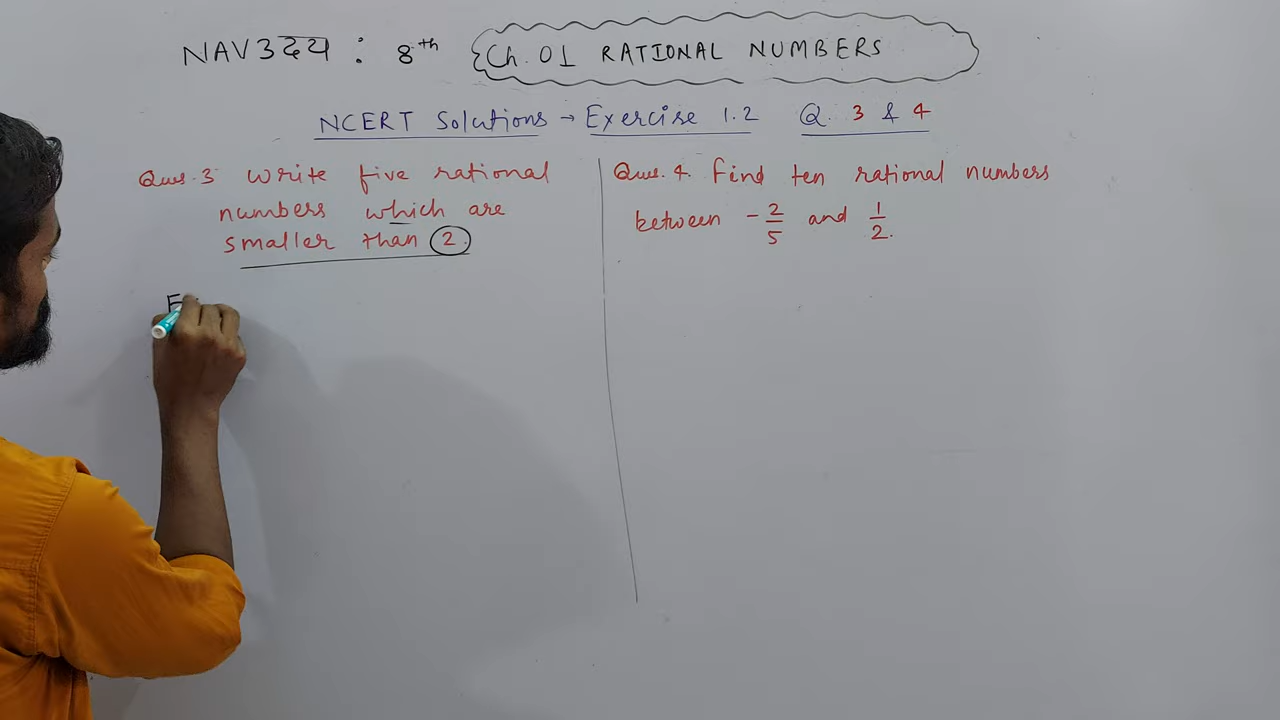 NAV3दय : 8th Ch. 01 RATIONAL NUMBERS
NCERT Solutions → Exercise 1.2 Q. 3 & 4
Ques. 3 Write five rational
numbers which are
smaller than 2.
F
Ques. 4. Find ten rational numbers
between -2/5 and 1/2.